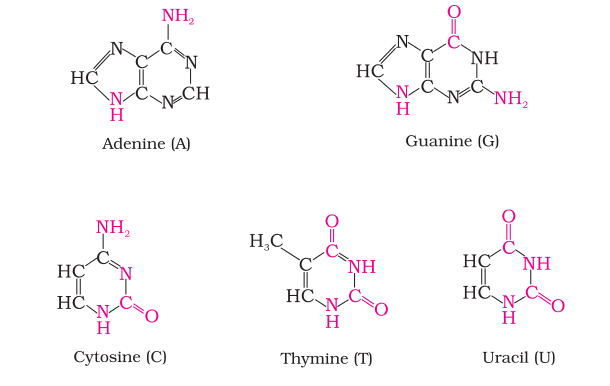 NH₂
N
C
C
N
HC
C
N
CH
N
H
Adenine (A)
O
N
C
C
NH
HC
C
C
N
N
NH₂
H
Guanine (G)
NH₂
C
HC
N
HC
C
N
O
H
Cytosine (C)
O
H₃C
C
C
NH
HC
C
N
O
H
Thymine (T)
O
C
HC
NH
HC
C
N
O
H
Uracil (U)